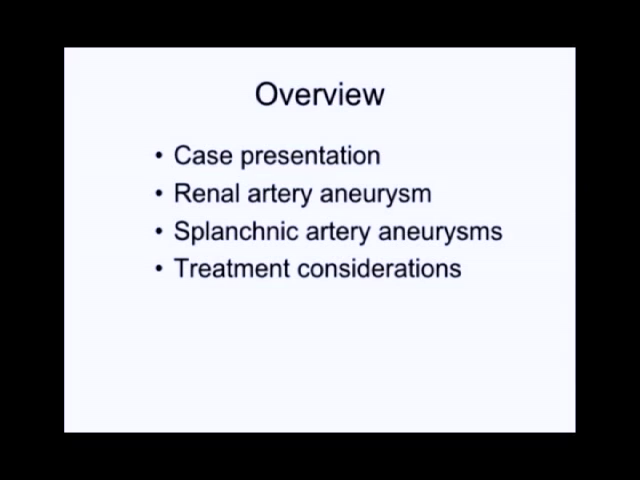 Overview
• Case presentation
• Renal artery aneurysm
• Splanchnic artery aneurysms
• Treatment considerations